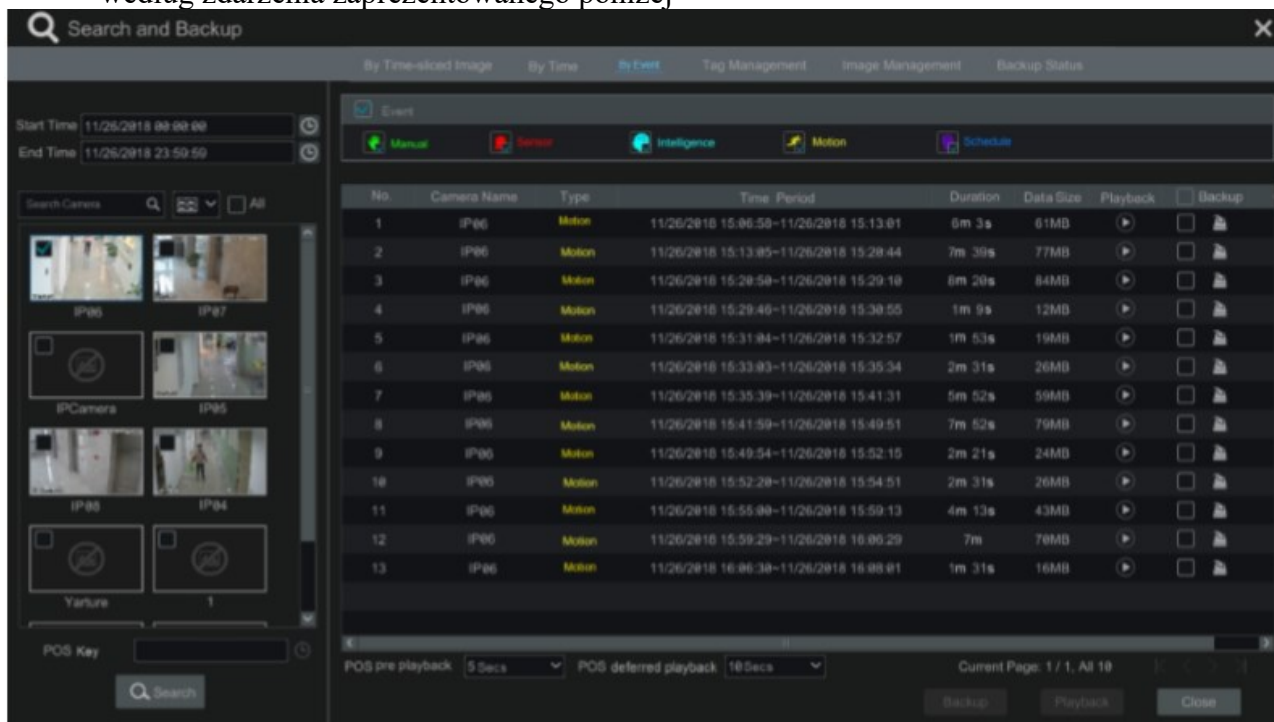 według zdarzenia zaprezentowanego poniżej
Search and Backup
By Time-sliced Image By Time By Event Tag Management Image Management Backup Status
Start Time 11/26/2018 00:00:00
End Time 11/26/2018 23:59:59
Search Camera All
IP06 IP07
IPCamera IP05
IP08 IP04
Yarture 1
POS Key
Search
Event
Manual Sensor Intelligence Motion Schedule
No. Camera Name Type Time Period Duration Data Size Playback Backup
1 IP06 Motion 11/26/2018 15:06:58~11/26/2018 15:13:01 6m 3s 61MB
2 IP06 Motion 11/26/2018 15:13:05~11/26/2018 15:20:44 7m 39s 77MB
3 IP06 Motion 11/26/2018 15:20:50~11/26/2018 15:29:10 8m 20s 84MB
4 IP06 Motion 11/26/2018 15:29:46~11/26/2018 15:30:55 1m 9s 12MB
5 IP06 Motion 11/26/2018 15:31:04~11/26/2018 15:32:57 1m 53s 19MB
6 IP06 Motion 11/26/2018 15:33:03~11/26/2018 15:35:34 2m 31s 26MB
7 IP06 Motion 11/26/2018 15:35:39~11/26/2018 15:41:31 5m 52s 59MB
8 IP06 Motion 11/26/2018 15:41:59~11/26/2018 15:49:51 7m 52s 79MB
9 IP06 Motion 11/26/2018 15:49:54~11/26/2018 15:52:15 2m 21s 24MB
10 IP06 Motion 11/26/2018 15:52:20~11/26/2018 15:54:51 2m 31s 26MB
11 IP06 Motion 11/26/2018 15:55:00~11/26/2018 15:59:13 4m 13s 43MB
12 IP06 Motion 11/26/2018 15:59:29~11/26/2018 16:06:29 7m 70MB
13 IP06 Motion 11/26/2018 16:06:30~11/26/2018 16:08:01 1m 31s 16MB
POS pre playback 5 Secs POS deferred playback 10 Secs Current Page: 1 / 1, All 10
Backup Playback Close